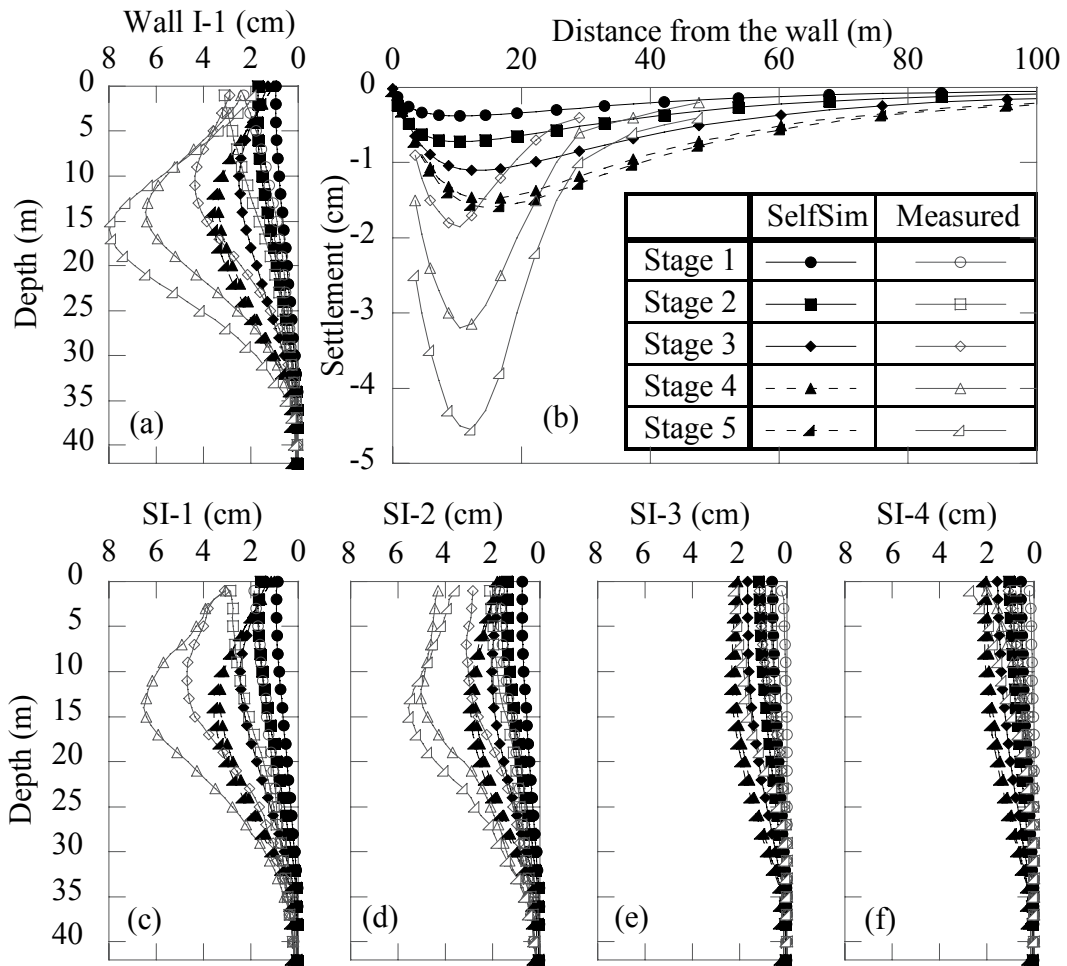 Wall I-1 (cm)
8 6 4 2 0
0
5
10
15
20
25
30
35
40
Depth (m)
(a)
Distance from the wall (m)
0 20 40 60 80 100
0
-1
-2
-3
-4
-5
Settlement (cm)
(b)
SelfSim Measured
Stage 1
Stage 2
Stage 3
Stage 4
Stage 5
SI-1 (cm)
8 6 4 2 0
0
5
10
15
20
25
30
35
40
Depth (m)
(c)
SI-2 (cm)
8 6 4 2 0
(d)
SI-3 (cm)
8 6 4 2 0
(e)
SI-4 (cm)
8 6 4 2 0
(f)